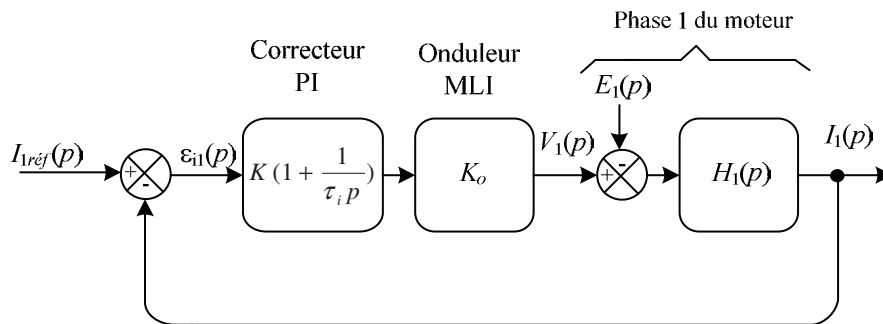 Phase 1 du moteur
Correcteur
PI
Onduleur
MLI
E₁(p)
I₁réf(p)
+
-
εi1(p)
K (1 + 1/(τᵢ p))
Kₒ
V₁(p)
+
-
H₁(p)
I₁(p)